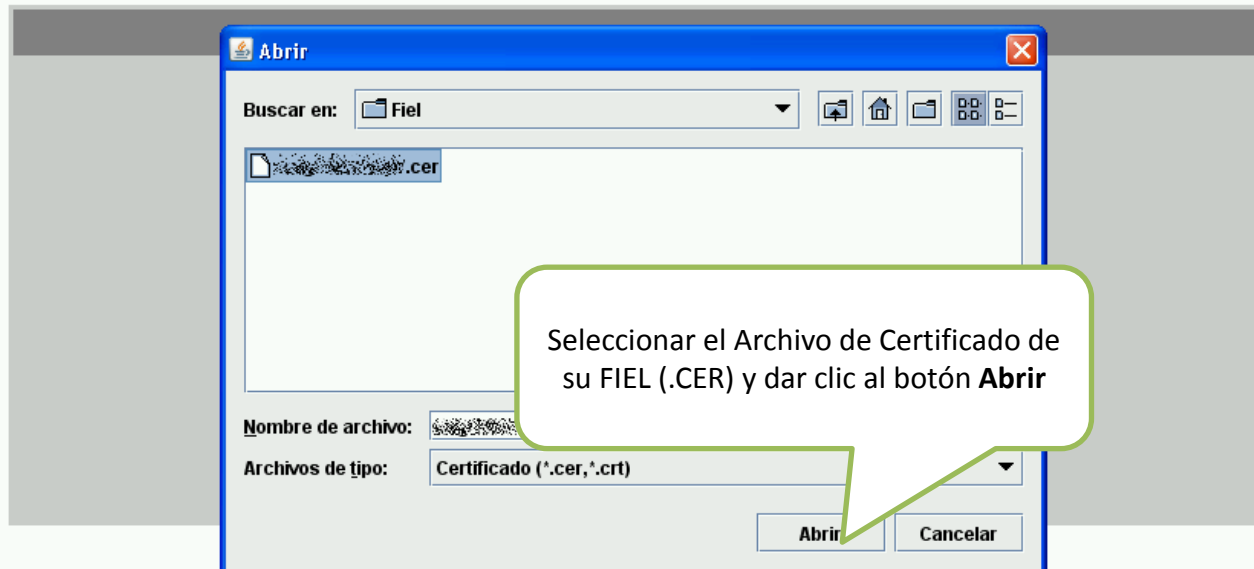 Abrir
Buscar en: Fiel
.cer
Seleccionar el Archivo de Certificado de
su FIEL (.CER) y dar clic al botón Abrir
Nombre de archivo:
Archivos de tipo: Certificado (*.cer,*.crt)
Abrir Cancelar